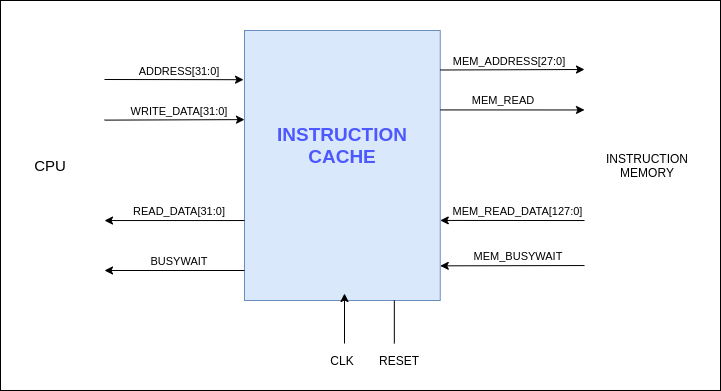 ADDRESS[31:0]
WRITE_DATA[31:0]
CPU
READ_DATA[31:0]
BUSYWAIT
INSTRUCTION
CACHE
MEM_ADDRESS[27:0]
MEM_READ
INSTRUCTION
MEMORY
MEM_READ_DATA[127:0]
MEM_BUSYWAIT
CLK
RESET